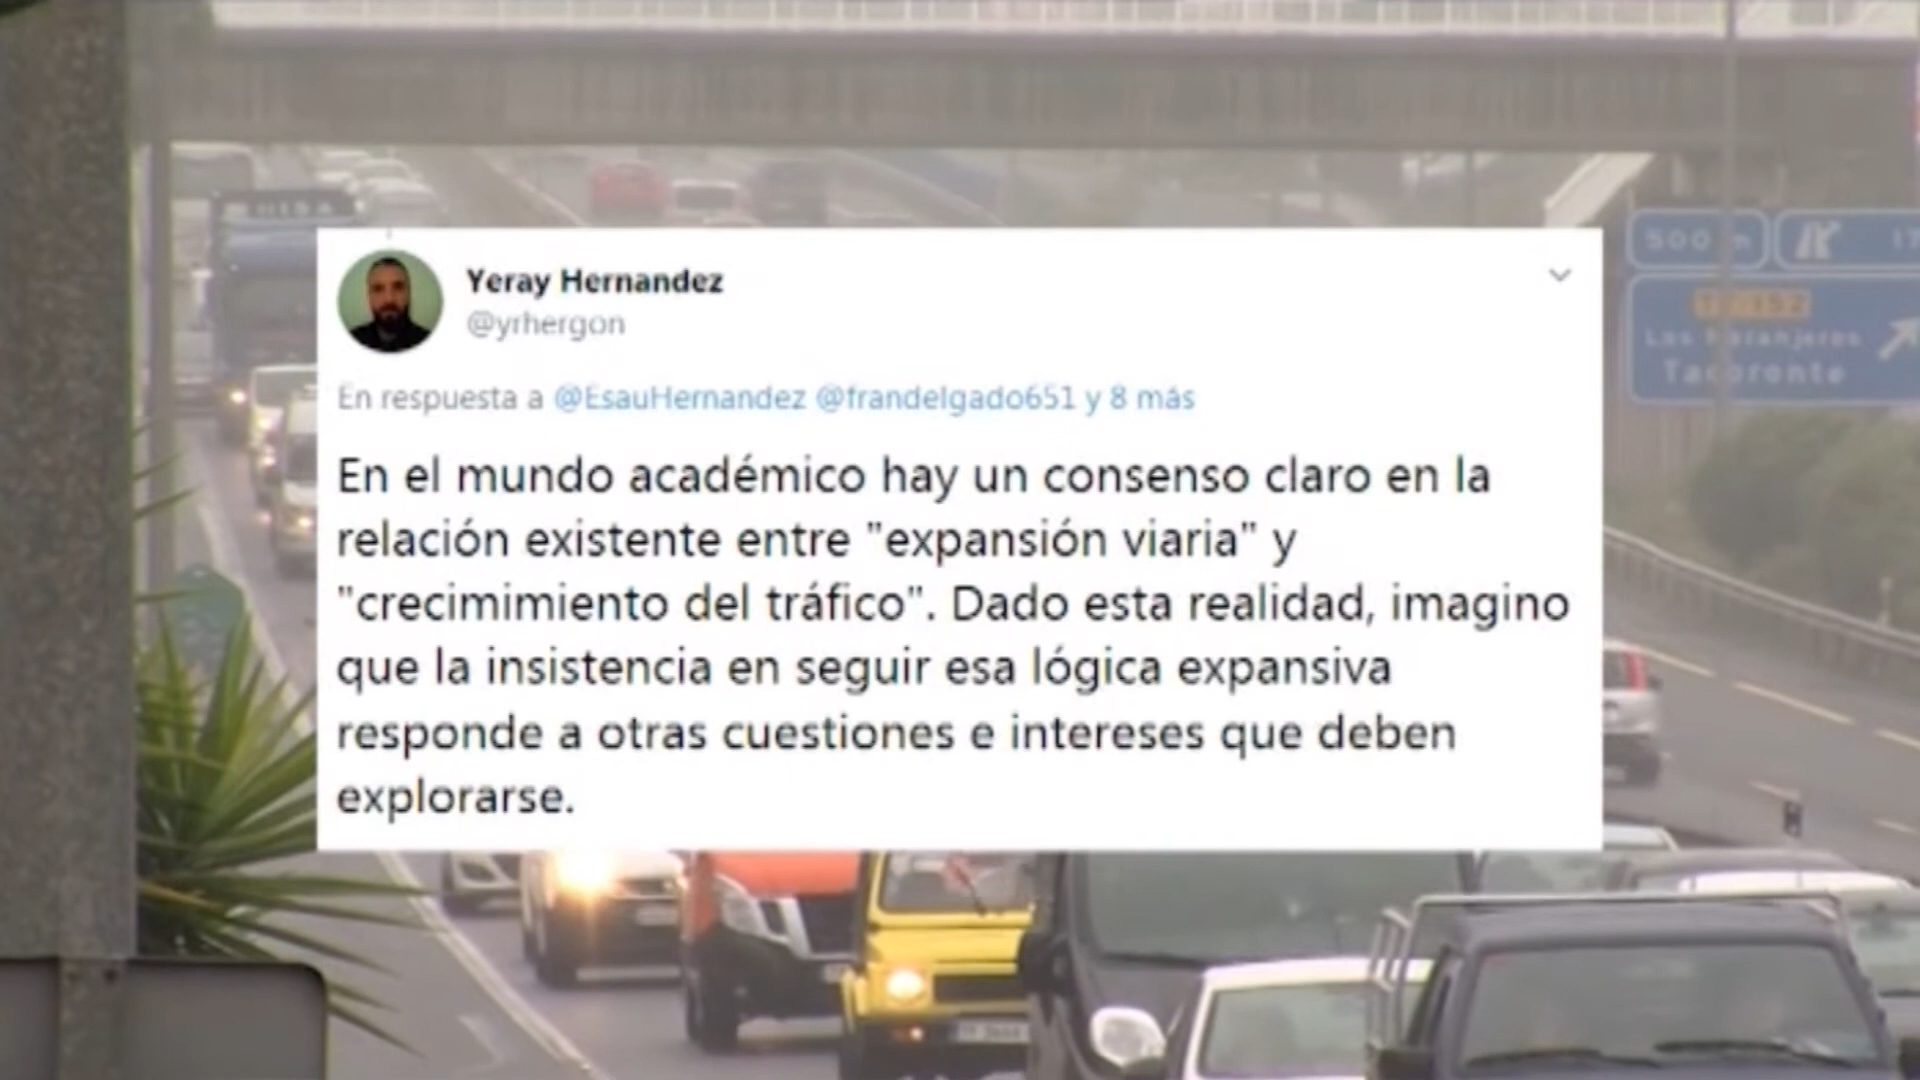 Yeray Hernandez
@yrhergon
En respuesta a @EsauHernandez @frandelgado651 y 8 más
En el mundo académico hay un consenso claro en la
relación existente entre "expansión viaria" y
"crecimimiento del tráfico". Dado esta realidad, imagino
que la insistencia en seguir esa lógica expansiva
responde a otras cuestiones e intereses que deben
explorarse.
500 m
Los Naranjeros
Tacoronte